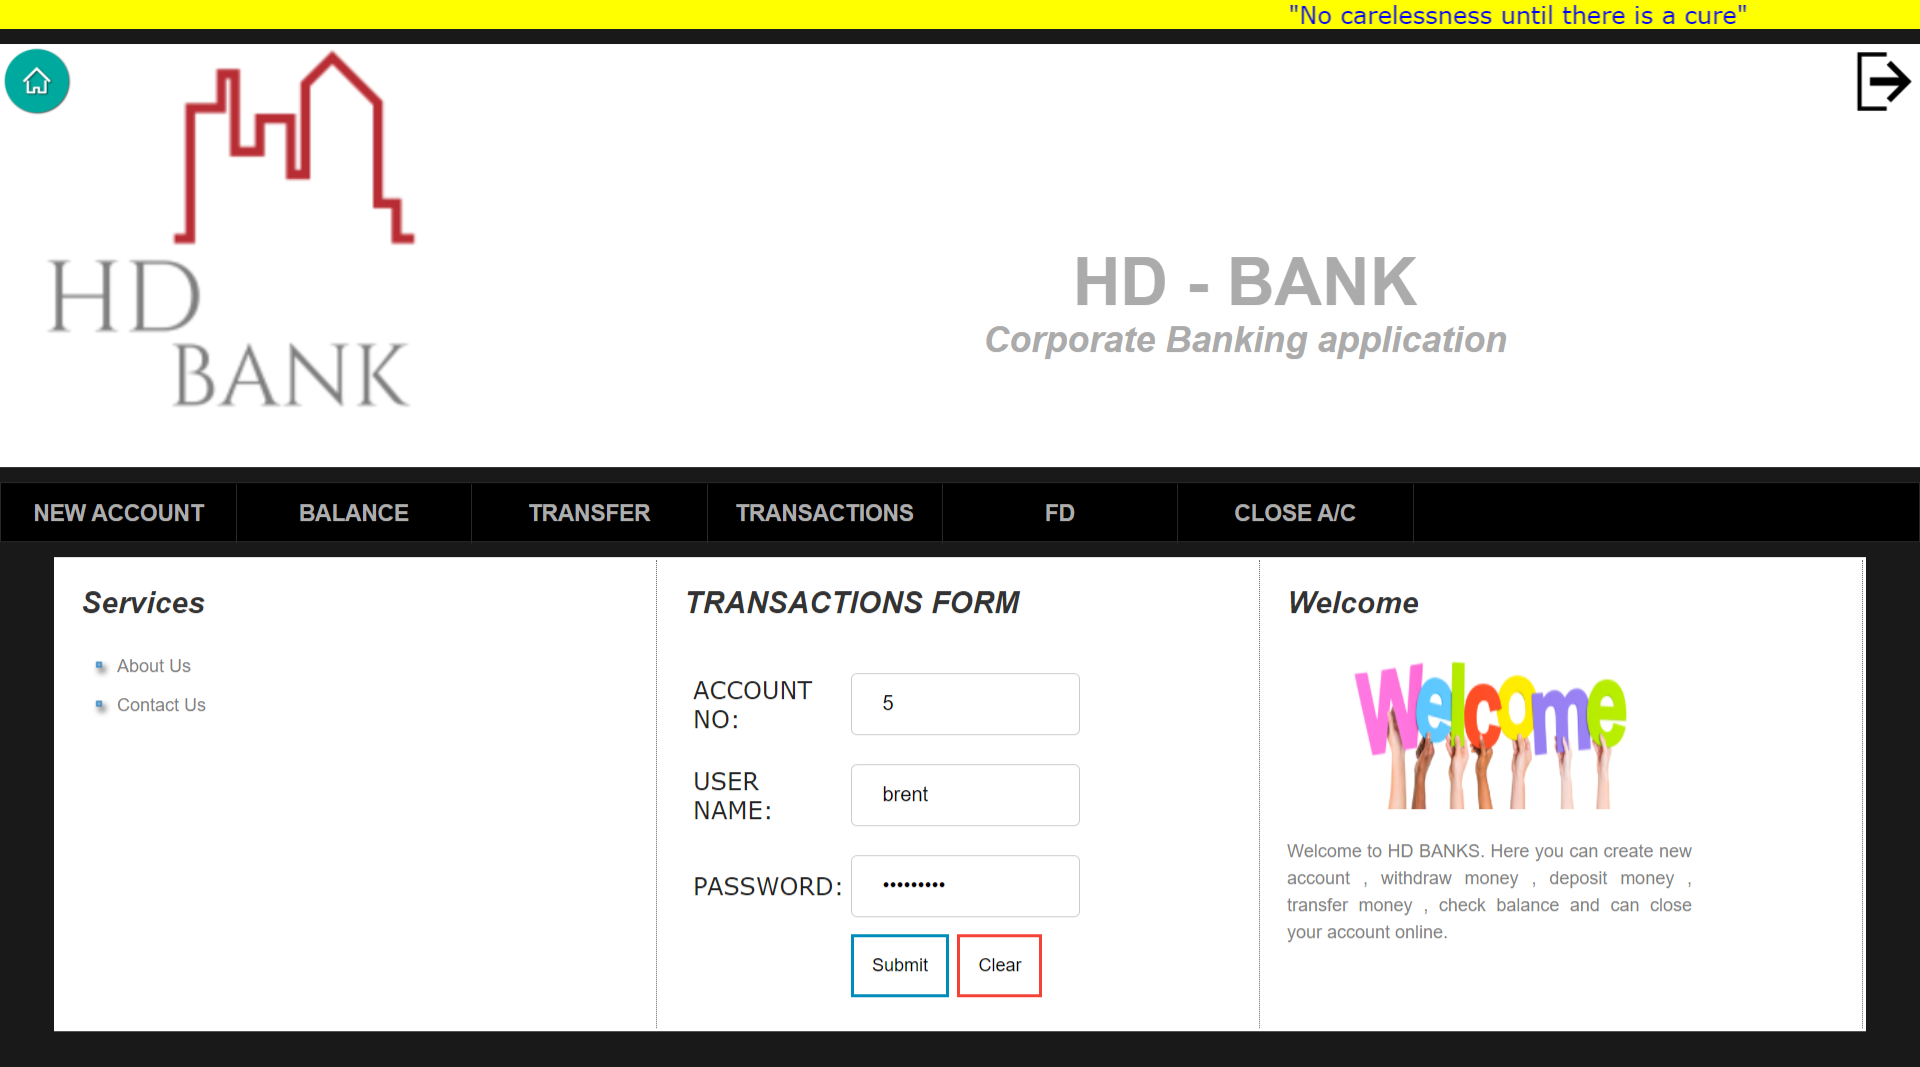 "No carelessness until there is a cure"
HD
BANK
HD - BANK
Corporate Banking application
NEW ACCOUNT
BALANCE
TRANSFER
TRANSACTIONS
FD
CLOSE A/C
Services
About Us
Contact Us
TRANSACTIONS FORM
ACCOUNT
NO:
5
USER
NAME:
brent
PASSWORD:
•••••••••
Submit
Clear
Welcome
Welcome
Welcome to HD BANKS. Here you can create new
account , withdraw money , deposit money ,
transfer money , check balance and can close
your account online.